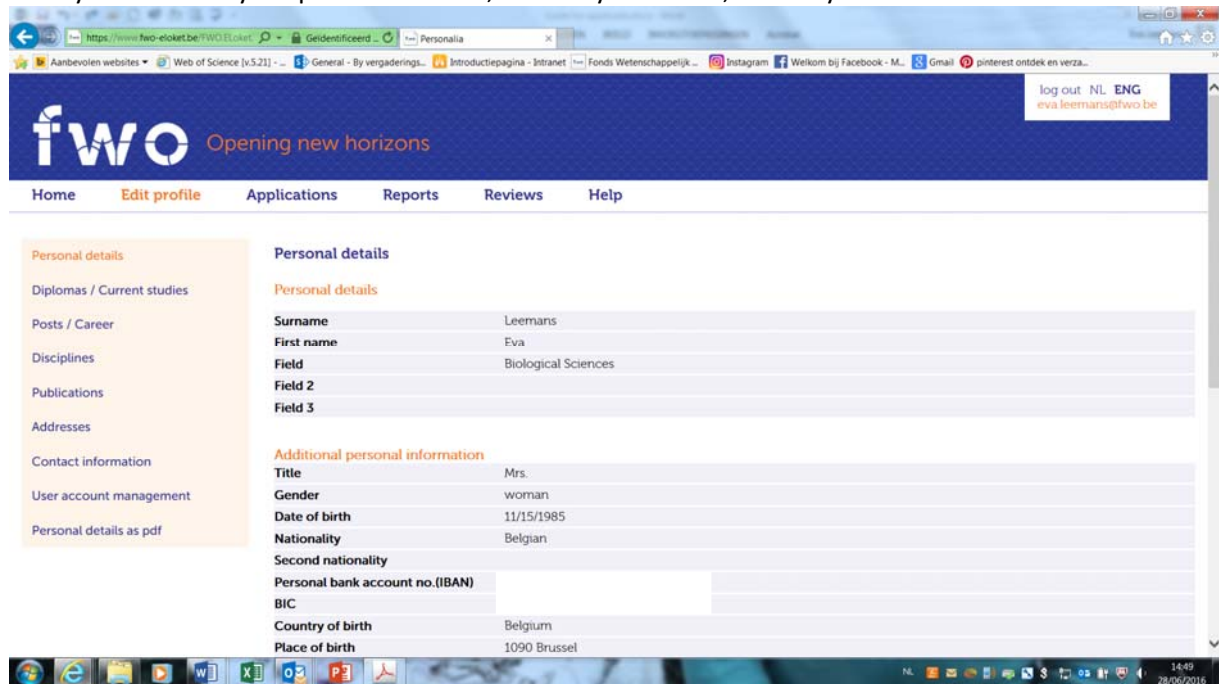 https://www.fwo-eloket.be/FWO.ELoket
Geïdentificeerd ...
Personalia
Aanbevolen websites
Web of Science [v.5.21] - ...
General - By vergaderings...
Introductiepagina - Intranet
Fonds Wetenschappelijk ...
Instagram
Welkom bij Facebook - M...
Gmail
pinterest ontdek en verza...
log out NL ENG
eva.leemans@fwo.be
fwo Opening new horizons
Home Edit profile Applications Reports Reviews Help
Personal details
Diplomas / Current studies
Posts / Career
Disciplines
Publications
Addresses
Contact information
User account management
Personal details as pdf
Personal details
Personal details
Surname Leemans
First name Eva
Field Biological Sciences
Field 2
Field 3
Additional personal information
Title Mrs.
Gender woman
Date of birth 11/15/1985
Nationality Belgian
Second nationality
Personal bank account no.(IBAN)
BIC
Country of birth Belgium
Place of birth 1090 Brussel
NL
14:49
28/06/2016